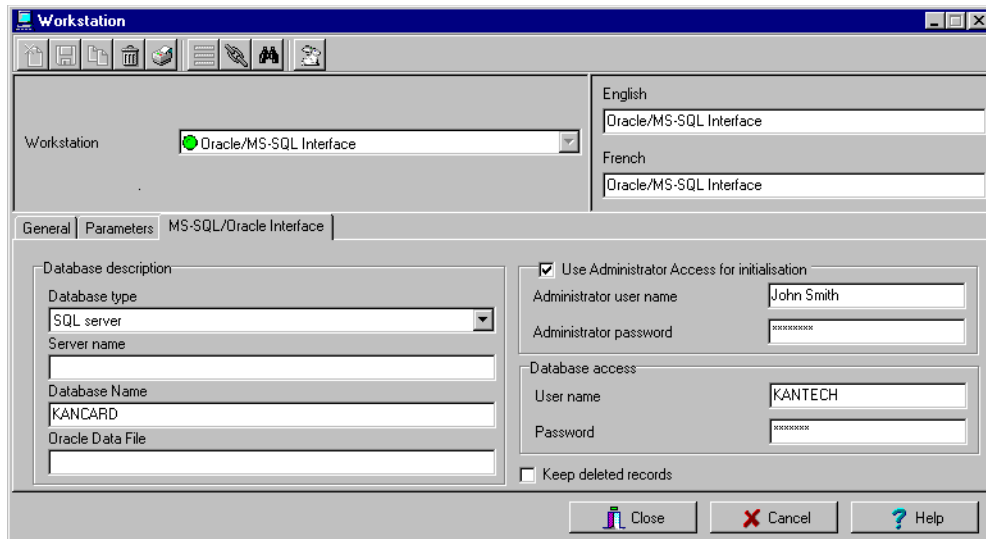 Workstation
Workstation
Oracle/MS-SQL Interface
English
Oracle/MS-SQL Interface
French
Oracle/MS-SQL Interface
General
Parameters
MS-SQL/Oracle Interface
Database description
Database type
SQL server
Server name
Database Name
KANCARD
Oracle Data File
Use Administrator Access for initialisation
Administrator user name
John Smith
Administrator password
********
Database access
User name
KANTECH
Password
*******
Keep deleted records
Close
Cancel
? Help